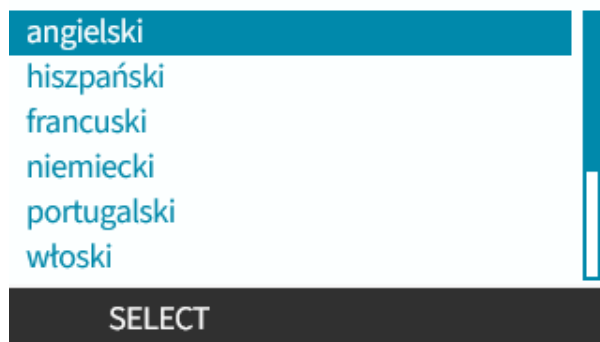 angielski
hiszpański
francuski
niemiecki
portugalski
włoski
SELECT